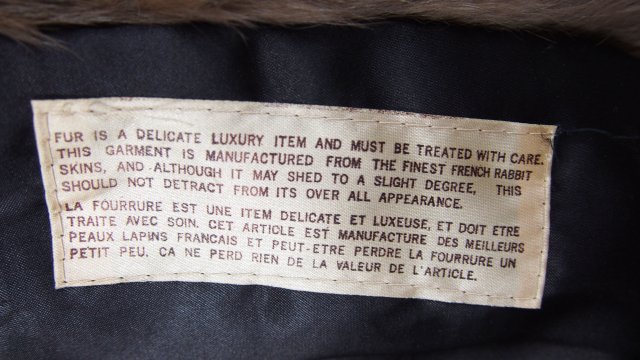 FUR IS A DELICATE LUXURY ITEM AND MUST BE TREATED WITH CARE.
THIS GARMENT IS MANUFACTURED FROM THE FINEST FRENCH RABBIT
SKINS, AND ALTHOUGH IT MAY SHED TO A SLIGHT DEGREE, THIS
SHOULD NOT DETRACT FROM ITS OVER ALL APPEARANCE.
LA FOURRURE EST UNE ITEM DELICATE ET LUXEUSE, ET DOIT ETRE
TRAITE AVEC SOIN. CET ARTICLE EST MANUFACTURE DES MEILLEURS
PEAUX LAPINS FRANCAIS ET PEUT-ETRE PERDRE LA FOURRURE UN
PETIT PEU. CA NE PERD RIEN DE LA VALEUR DE L'ARTICLE.